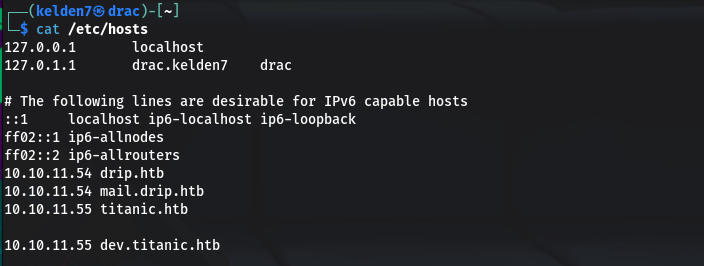 ┌──(kelden7㉿drac)-[~]
└─$ cat /etc/hosts
127.0.0.1       localhost
127.0.1.1       drac.kelden7    drac
# The following lines are desirable for IPv6 capable hosts
::1     localhost ip6-localhost ip6-loopback
ff02::1 ip6-allnodes
ff02::2 ip6-allrouters
10.10.11.54 drip.htb
10.10.11.54 mail.drip.htb
10.10.11.55 titanic.htb
10.10.11.55 dev.titanic.htb